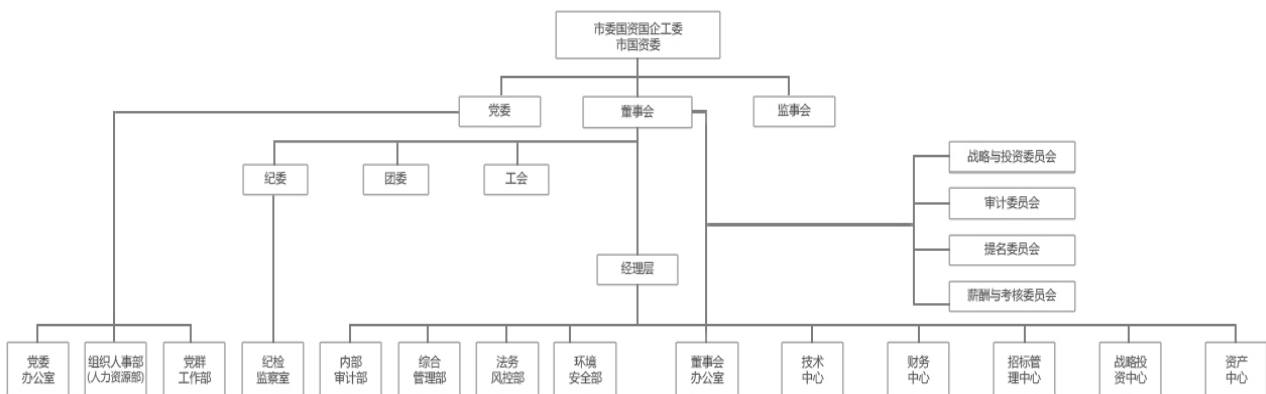 市委国资国企工委
市国资委
党委
董事会
监事会
战略与投资委员会
纪委
团委
工会
审计委员会
提名委员会
经理层
薪酬与考核委员会
党委
办公室
组织人事部
(人力资源部)
党群
工作部
纪检
监察室
内部
审计部
综合
管理部
法务
风控部
环境
安全部
董事会
办公室
技术
中心
财务
中心
招标管
理中心
战略投
资中心
资产
中心